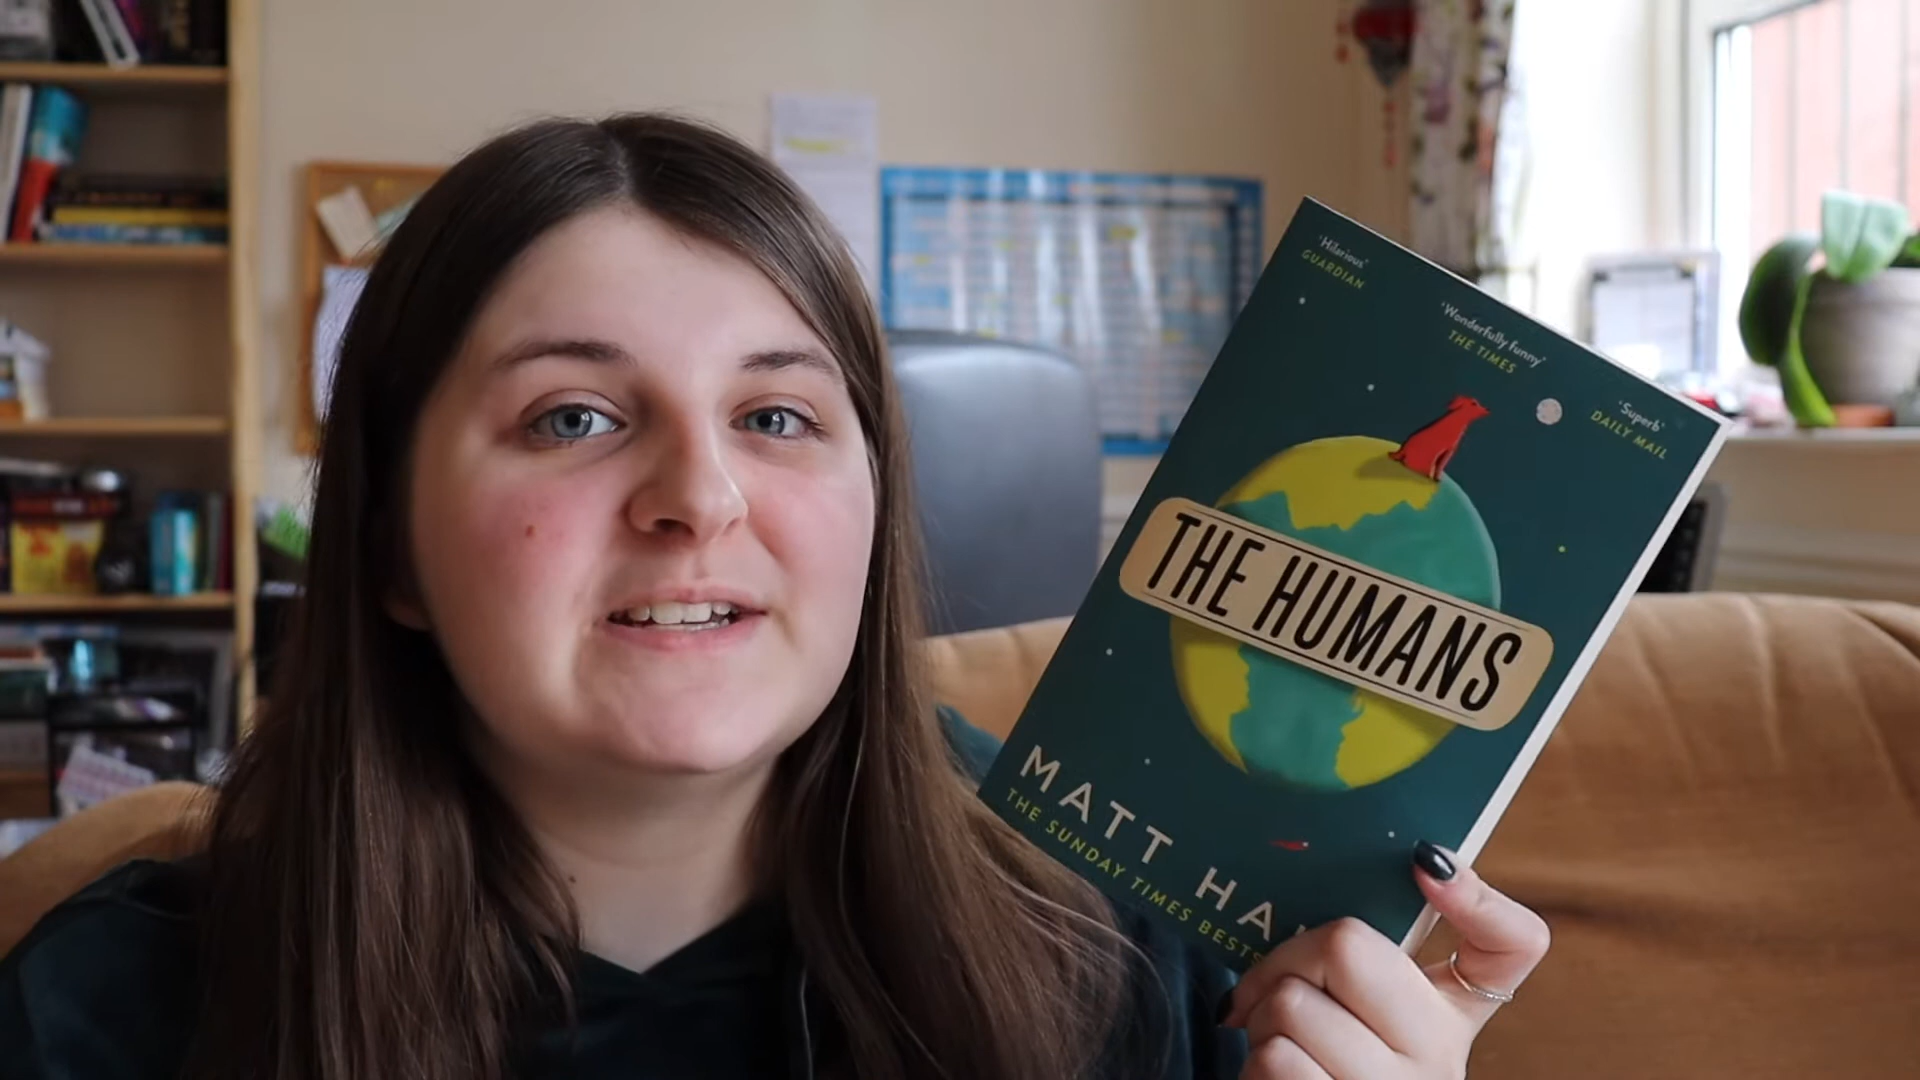 'Hilarious'
GUARDIAN
'Wonderfully funny'
THE TIMES
'Superb'
DAILY MAIL
THE HUMANS
MATT HA
THE SUNDAY TIMES BESTS